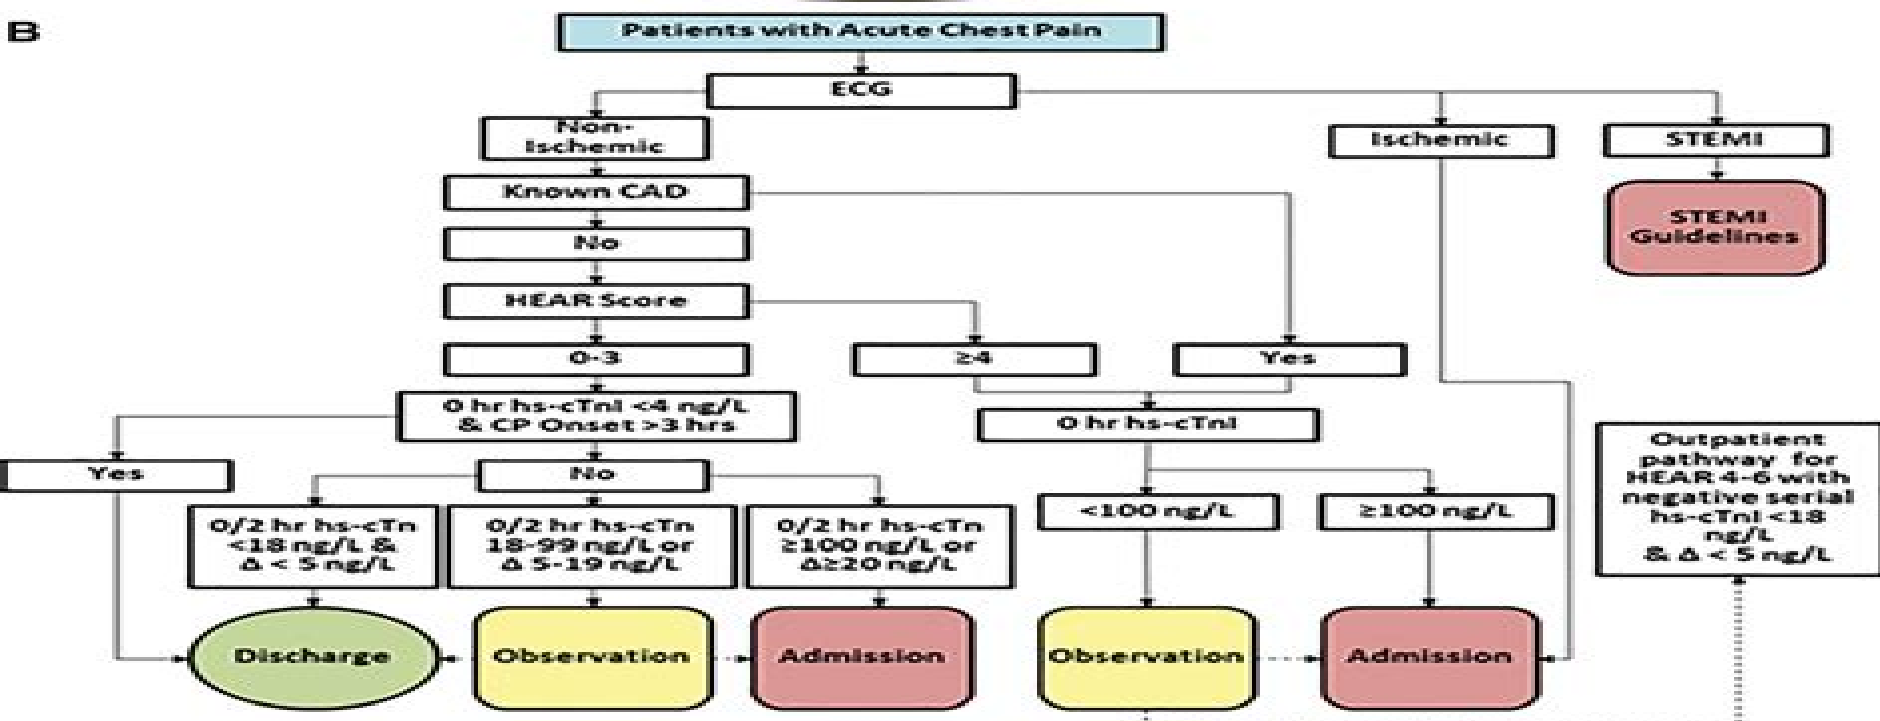 B
Patients with Acute Chest Pain
ECG
Non-
Ischemic
Ischemic
STEMI
Known CAD
STEMI
Guidelines
No
HEAR Score
0-3
≥4
Yes
0 hr hs-cTnI <4 ng/L
& CP Onset >3 hrs
0 hr hs-cTnI
Yes
No
<100 ng/L
≥100 ng/L
Outpatient
pathway for
HEAR 4-6 with
negative serial
hs-cTnI <18
ng/L
& Δ < 5 ng/L
0/2 hr hs-cTn
<18 ng/L &
Δ < 5 ng/L
0/2 hr hs-cTn
18-99 ng/L or
Δ 5-19 ng/L
0/2 hr hs-cTn
≥100 ng/L or
Δ≥20 ng/L
Discharge
Observation
Admission
Observation
Admission